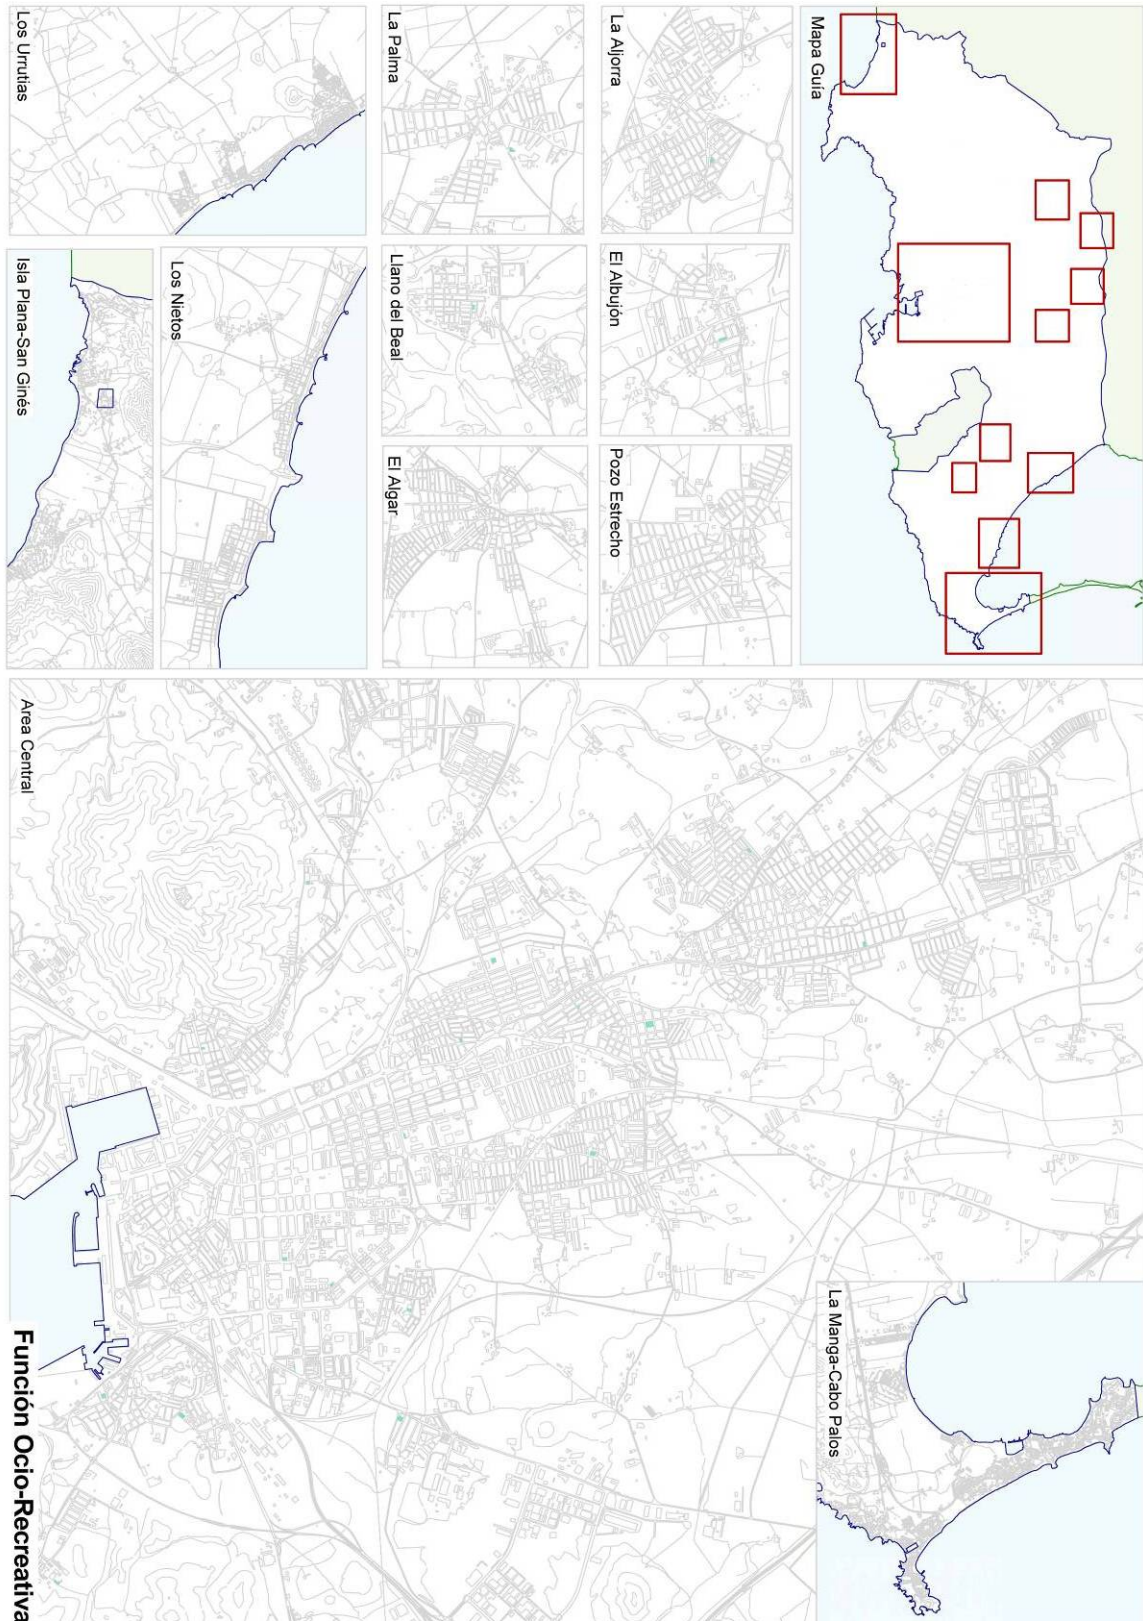 Mapa Guía
La Aljorra
La Palma
Los Urrutias
El Albujón
Llano del Beal
Los Nietos
Isla Plana-San Ginés
Pozo Estrecho
El Algar
Area Central
La Manga-Cabo Palos
Función Ocio-Recreativa